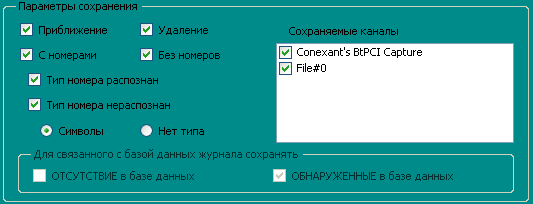 Параметры сохранения
Приближение
Удаление
Сохраняемые каналы
С номерами
Без номеров
Conexant's BtPCI Capture
File#0
Тип номера распознан
Тип номера нераспознан
Символы
Нет типа
Для связанного с базой данных журнала сохранять
ОТСУТСТВИЕ в базе данных
ОБНАРУЖЕННЫЕ в базе данных